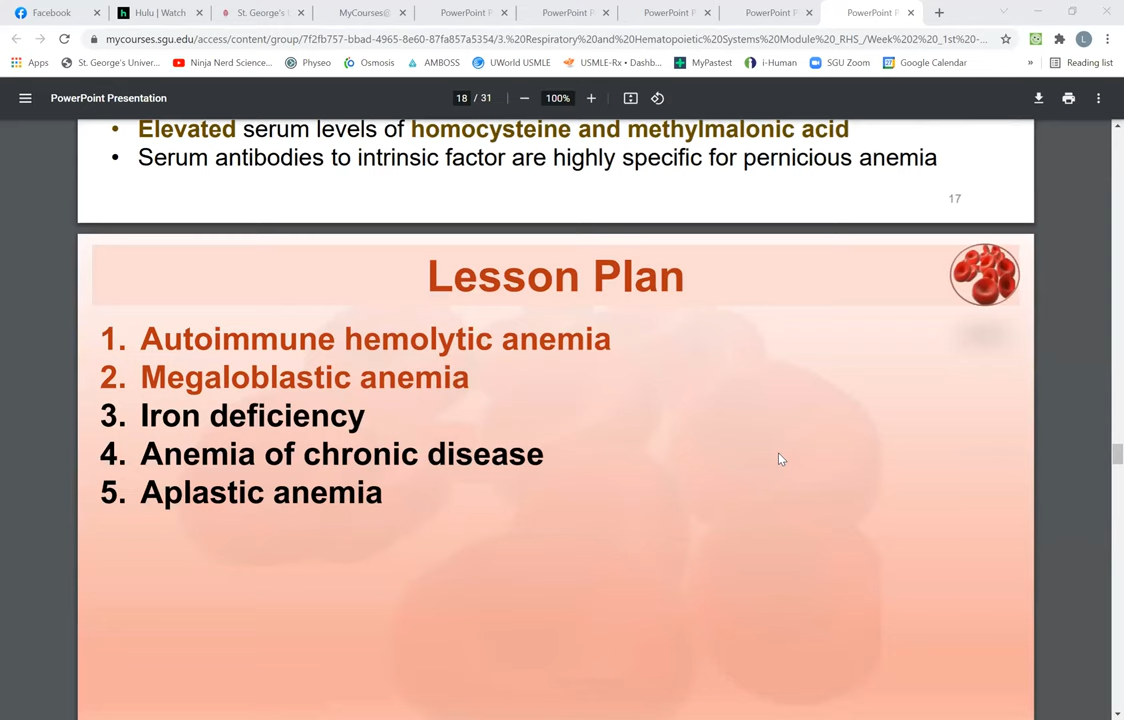 Facebook
Hulu | Watch
St. George's
MyCourses@
PowerPoint P
PowerPoint P
PowerPoint P
PowerPoint P
PowerPoint P
mycourses.sgu.edu/access/content/group/7f2fb757-bbad-4965-8e60-87fa857a5354/3.%20Respiratory%20and%20Hematopoietic%20Systems%20Module%20_RHS_/Week%202%20_1st%20-...
L
Apps
St. George's Univer...
Ninja Nerd Science...
Physeo
Osmosis
AMBOSS
UWorld USMLE
USMLE-Rx • Dashb...
MyPastest
i-Human
SGU Zoom
Google Calendar
»
Reading list
PowerPoint Presentation
18 / 31
100%
• Elevated serum levels of homocysteine and methylmalonic acid
• Serum antibodies to intrinsic factor are highly specific for pernicious anemia
17
Lesson Plan
1. Autoimmune hemolytic anemia
2. Megaloblastic anemia
3. Iron deficiency
4. Anemia of chronic disease
5. Aplastic anemia